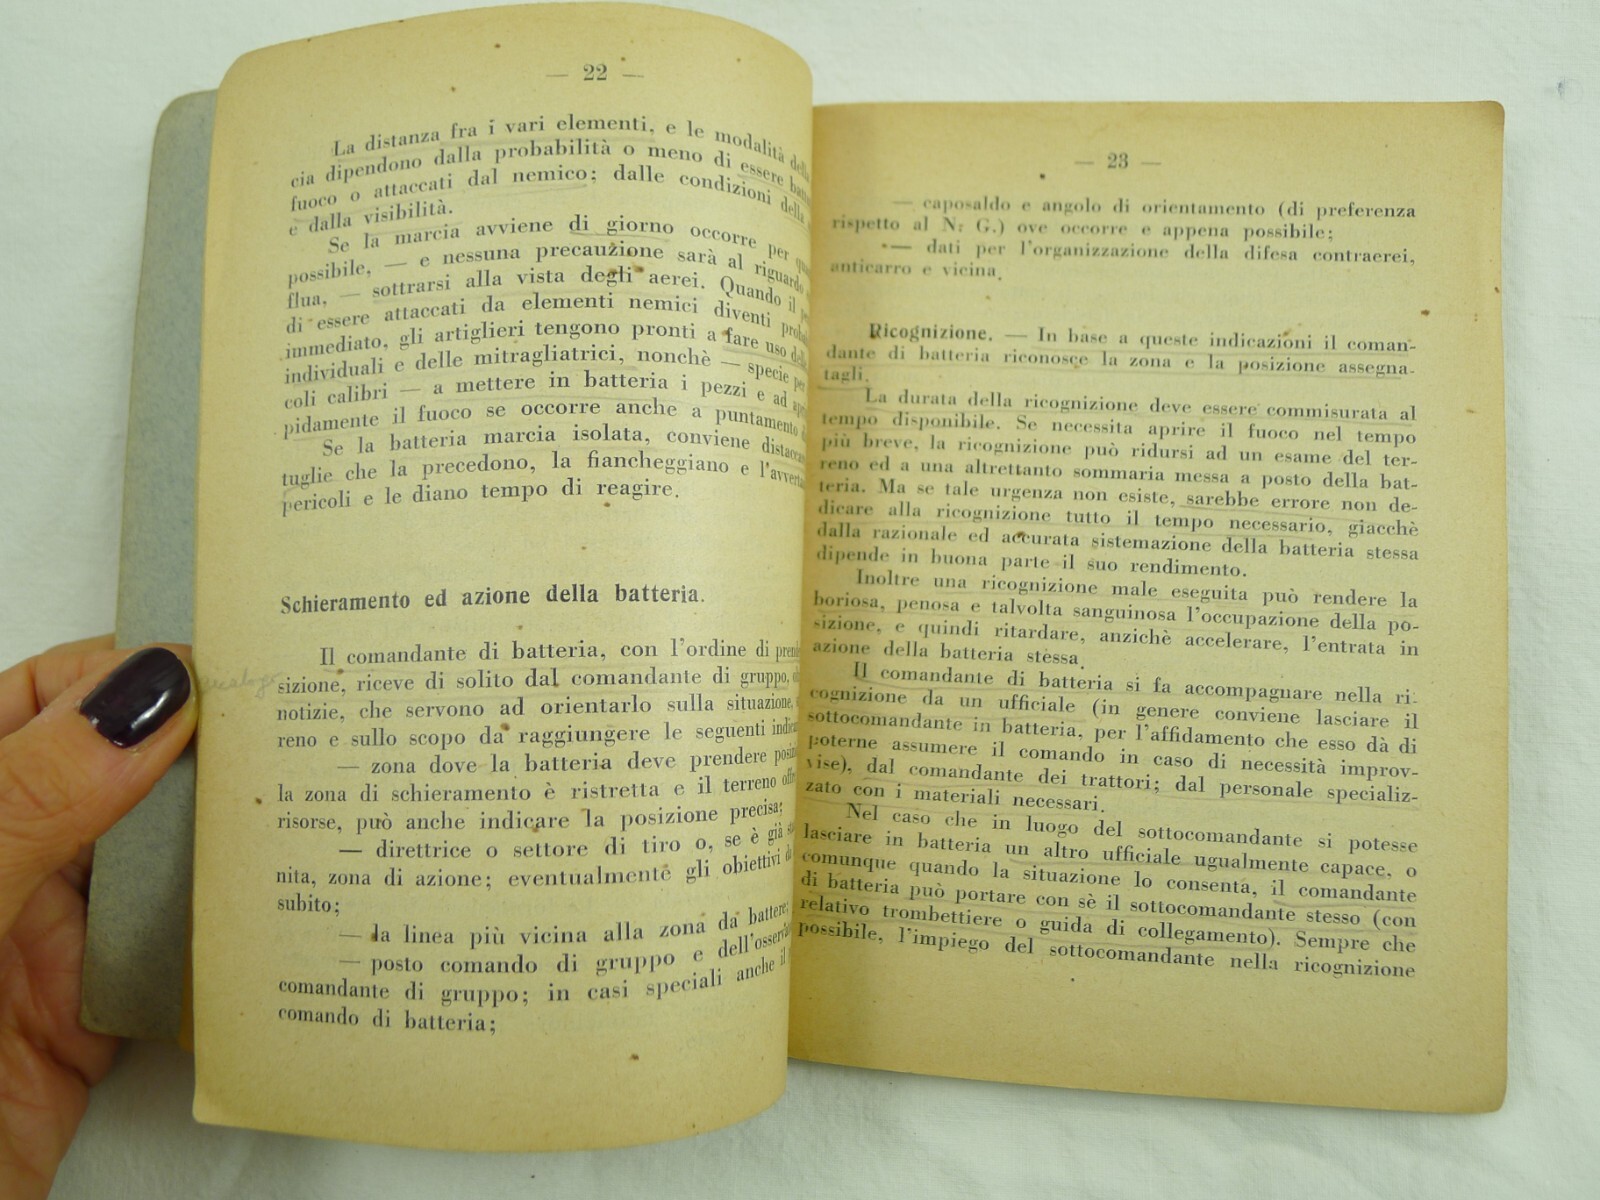 — 22 —
La distanza fra i vari elementi, e le modalità della
cia dipendono dalla probabilità o meno di essere
fuoco o attaccati dal nemico; dalle condizioni della
e dalla visibilità.
Se la marcia avviene di giorno occorre per
possibile, — e nessuna precauzione sarà al riguardo
flua, — sottrarsi alla vista degli aerei. Quando il
di essere attaccati da elementi nemici diventi
immediato, gli artiglieri tengono pronti a fare uso
individuali e delle mitragliatrici, nonchè — specie per
coli calibri — a mettere in batteria i pezzi e ad
pidamente il fuoco se occorre anche a puntamento
Se la batteria marcia isolata, conviene
tuglie che la precedono, la fiancheggiano e
pericoli e le diano tempo di reagire.
Schieramento ed azione della batteria.
Il comandante di batteria, con l'ordine di
sizione, riceve di solito dal comandante di gruppo,
notizie, che servono ad orientarlo sulla situazione,
reno e sullo scopo da raggiungere le seguenti
— zona dove la batteria deve prendere
la zona di schieramento è ristretta e il terreno
risorse, può anche indicare la posizione precisa;
— direttrice o settore di tiro o, se è già
nita, zona di azione; eventualmente gli obiettivi
subito;
— la linea più vicina alla zona da battere;
— posto comando di gruppo e
comandante di gruppo; in casi speciali anche il
comando di batteria;
— 23 —
— caposaldo e angolo di orientamento (di preferenza
rispetto al N. G.) ove occorre e appena possibile;
— dati per l'organizzazione della difesa contraerei,
anticarro e vicina.
Ricognizione. — In base a queste indicazioni il coman-
dante di batteria riconosce la zona e la posizione assegna-
tagli.
La durata della ricognizione deve essere commisurata al
tempo disponibile. Se necessita aprire il fuoco nel tempo
più breve, la ricognizione può ridursi ad un esame del ter-
reno ed a una altrettanto sommaria messa a posto della bat-
teria. Ma se tale urgenza non esiste, sarebbe errore non de-
dicare alla ricognizione tutto il tempo necessario, giacchè
dalla razionale ed accurata sistemazione della batteria stessa
dipende in buona parte il suo rendimento.
Inoltre una ricognizione male eseguita può rendere la
boriosa, penosa e talvolta sanguinosa l'occupazione della po-
sizione, e quindi ritardare, anzichè accelerare, l'entrata in
azione della batteria stessa.
Il comandante di batteria si fa accompagnare nella ri-
cognizione da un ufficiale (in genere conviene lasciare il
sottocomandante in batteria, per l'affidamento che esso dà di
poterne assumere il comando in caso di necessità improv-
vise), dal comandante dei trattori; dal personale specializ-
zato con i materiali necessari.
Nel caso che in luogo del sottocomandante si potesse
lasciare in batteria un altro ufficiale ugualmente capace, o
comunque quando la situazione lo consenta, il comandante
di batteria può portare con sè il sottocomandante stesso (con
relativo trombettiere o guida di collegamento). Sempre che
possibile, l'impiego del sottocomandante nella ricognizione